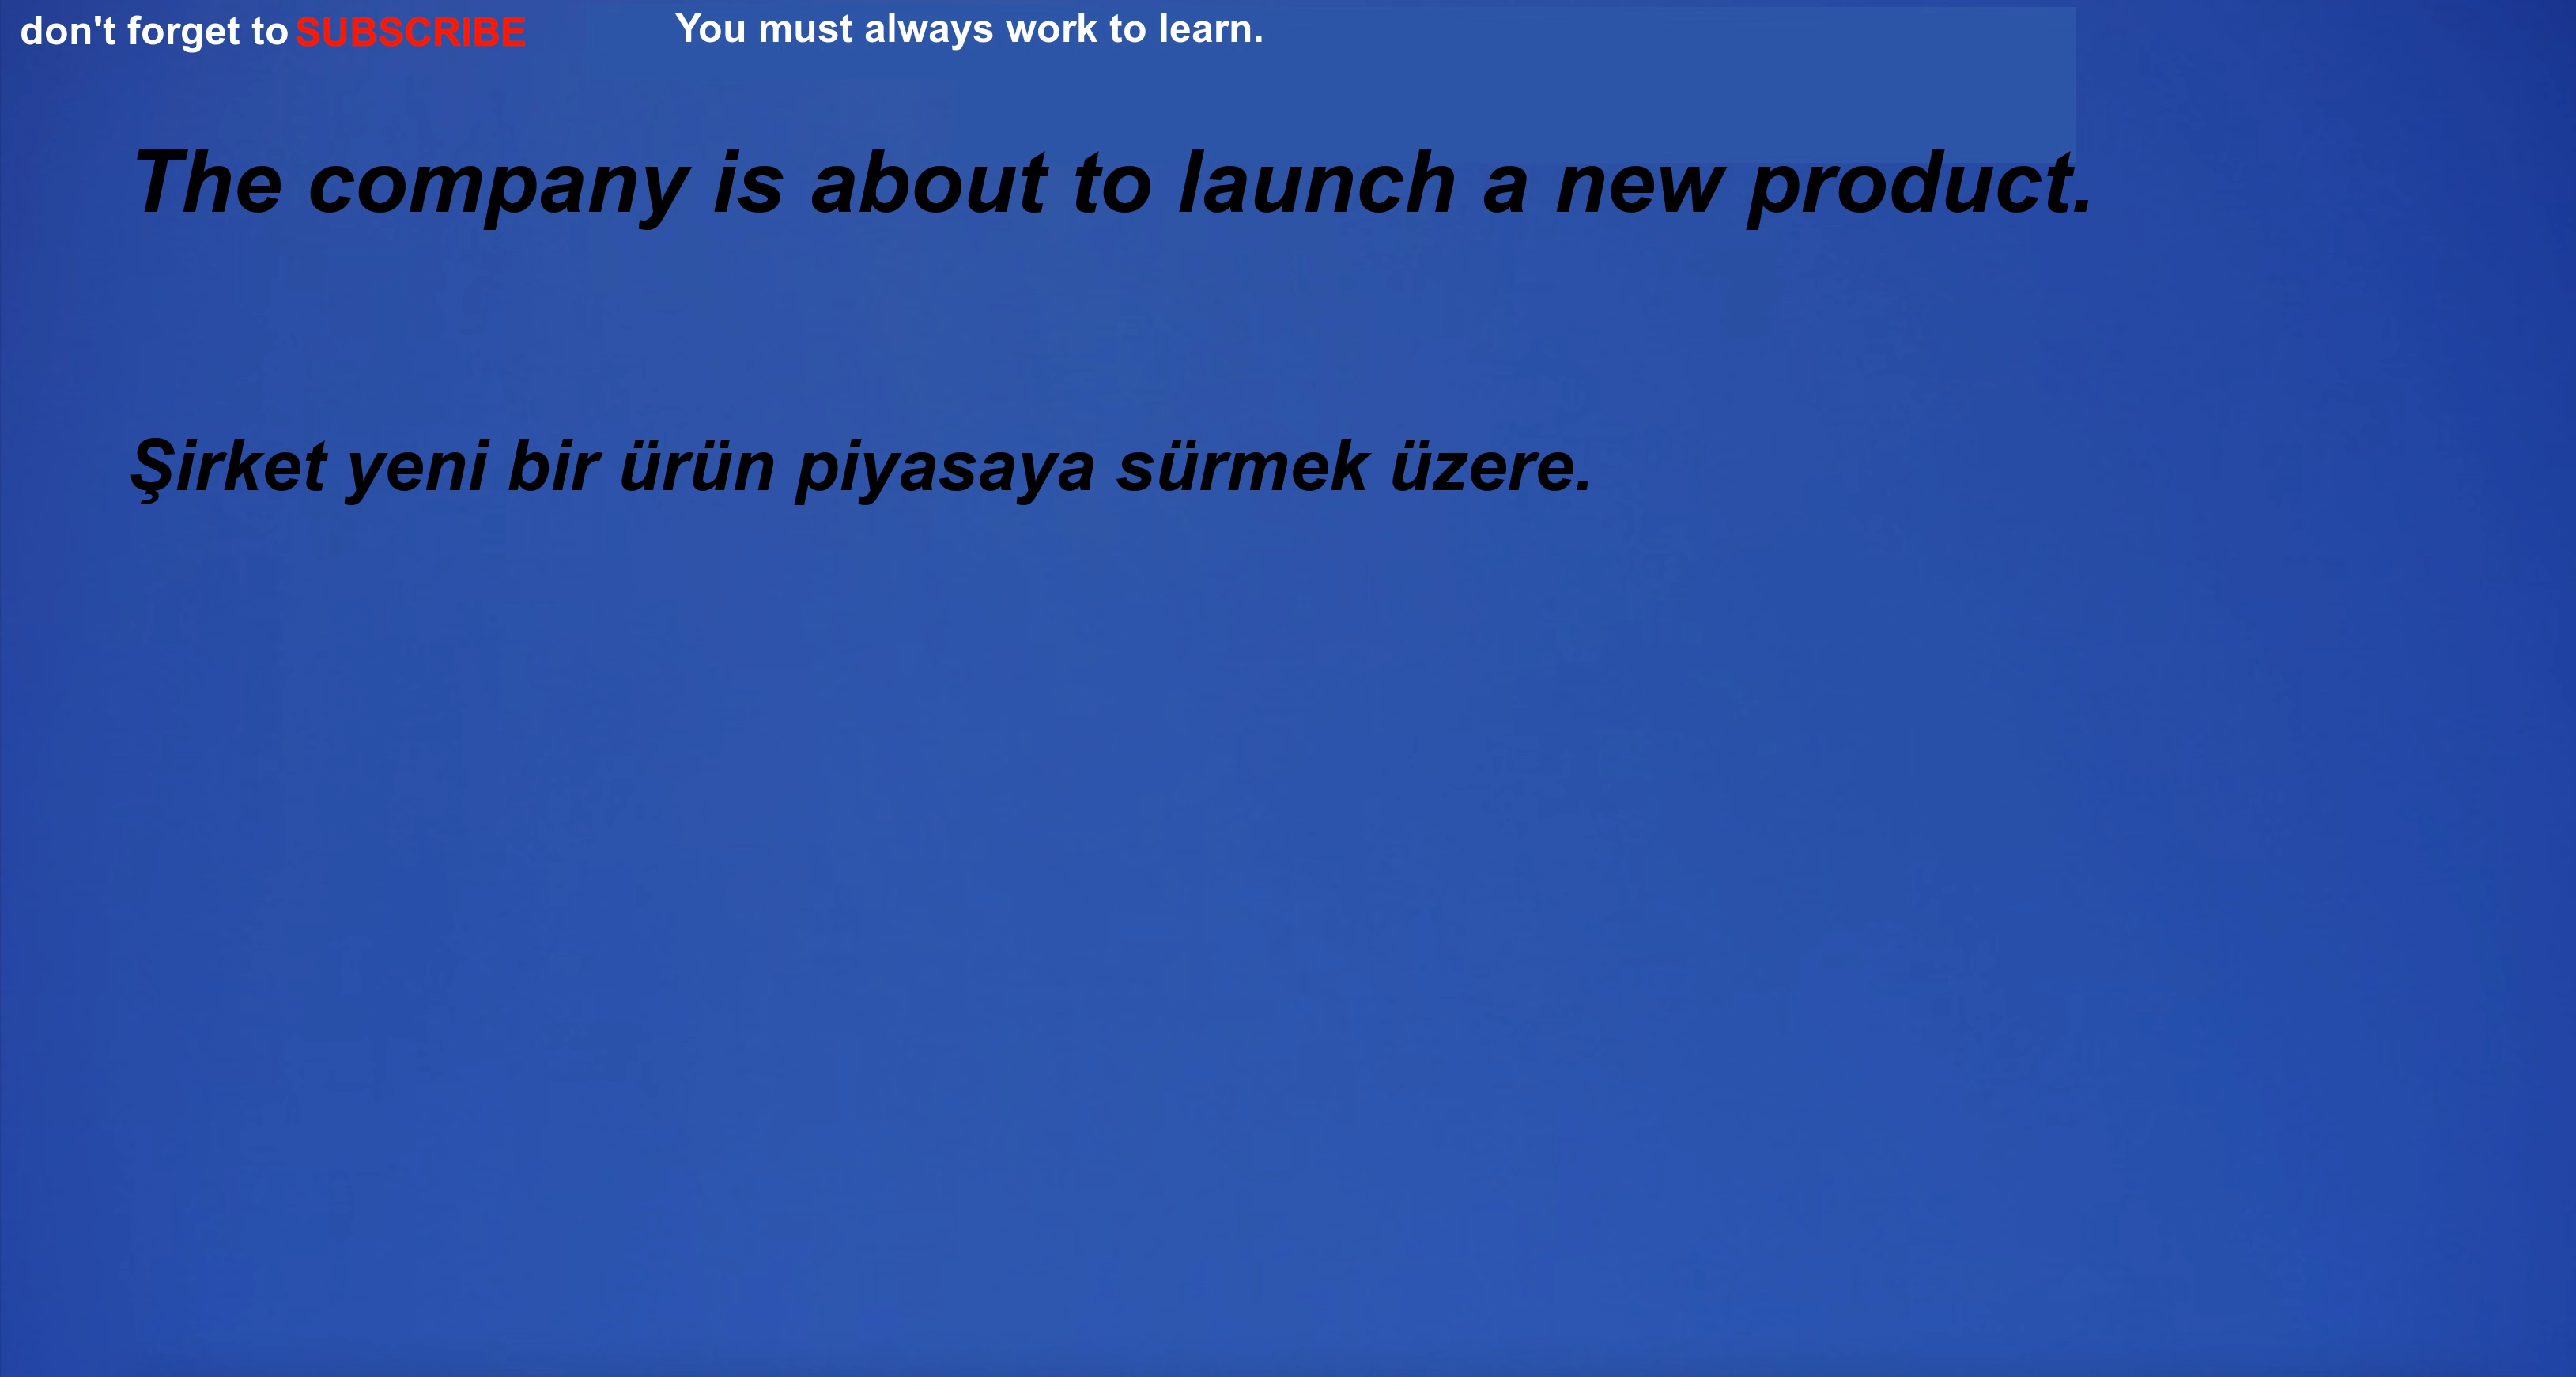 don't forget to SUBSCRIBE
You must always work to learn.
The company is about to launch a new product.
Şirket yeni bir ürün piyasaya sürmek üzere.